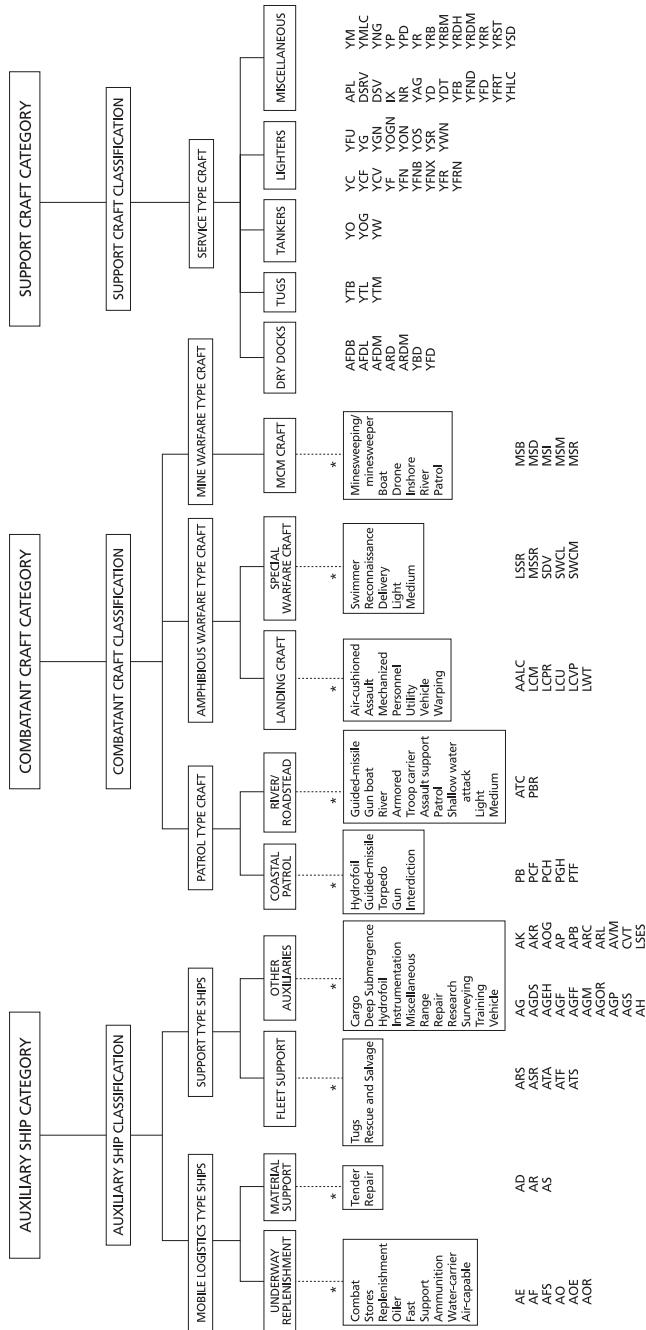 AUXILIARY SHIP CATEGORY
AUXILIARY SHIP CLASSIFICATION
MOBILE LOGISTICS TYPE SHIPS
UNDERWAY
REPLENISHMENT
*
Combat
Stores
Replenishment
Oiler
Fast
Support
Ammunition
Water-carrier
Air-capable
AE
AF
AFS
AO
AOE
AOR
MATERIAL
SUPPORT
*
Tender
Repair
AD
AR
AS
SUPPORT TYPE SHIPS
FLEET SUPPORT
*
Tugs
Rescue and Salvage
ARS
ASR
ATA
ATF
ATS
OTHER
AUXILIARIES
*
Cargo
Deep Submergence
Hydrofoil
Instrumentation
Miscellaneous
Range
Repair
Research
Surveying
Training
Vehicle
AG
AGDS
AGEH
AGF
AGFF
AGM
AGOR
AGP
AGS
AH
AK
AKR
AOG
AP
APB
ARC
ARL
AVM
CVT
LSES
COMBATANT CRAFT CATEGORY
COMBATANT CRAFT CLASSIFICATION
PATROL TYPE CRAFT
COASTAL
PATROL
*
Hydrofoil
Guided-missile
Torpedo
Gun
Interdiction
PB
PCF
PCH
PGH
PTF
RIVER/
ROADSTEAD
*
Guided-missile
Gun boat
River
Armored
Troop carrier
Assault support
Patrol
Shallow water
attack
Light
Medium
ATC
PBR
AMPHIBIOUS WARFARE TYPE CRAFT
LANDING CRAFT
*
Air-cushioned
Assault
Mechanized
Personnel
Utility
Vehicle
Warping
AALC
LCM
LCPR
LCU
LCVP
LWT
SPECIAL
WARFARE CRAFT
*
Swimmer
Reconnaissance
Delivery
Light
Medium
LSSR
MSSR
SDV
SWCL
SWCM
MINE WARFARE TYPE CRAFT
MCM CRAFT
*
Minesweeping/
minesweeper
Boat
Drone
Inshore
River
Patrol
MSB
MSD
MSI
MSM
MSR
SUPPORT CRAFT CATEGORY
SUPPORT CRAFT CLASSIFICATION
SERVICE TYPE CRAFT
DRY DOCKS
AFDB
AFDL
AFDM
ARD
ARDM
YBD
YFD
TUGS
YTB
YTL
YTM
TANKERS
YO
YOG
YW
LIGHTERS
YC
YCF
YCV
YF
YFN
YFNB
YFNX
YFR
YFRN
YFU
YG
YGN
YOGN
YON
YOS
YSR
YWN
MISCELLANEOUS
APL
DSRV
DSV
IX
NR
YAG
YD
YDT
YFB
YFND
YFD
YFRT
YHLC
YM
YMLC
YNG
YP
YPD
YR
YRB
YRBM
YRDH
YRDM
YRR
YRST
YSD